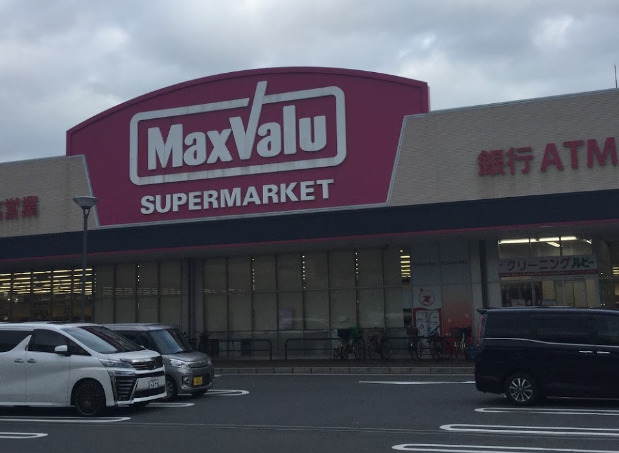 MaxValu
SUPERMARKET
営業
銀行 ATM
クリーニング ルビー